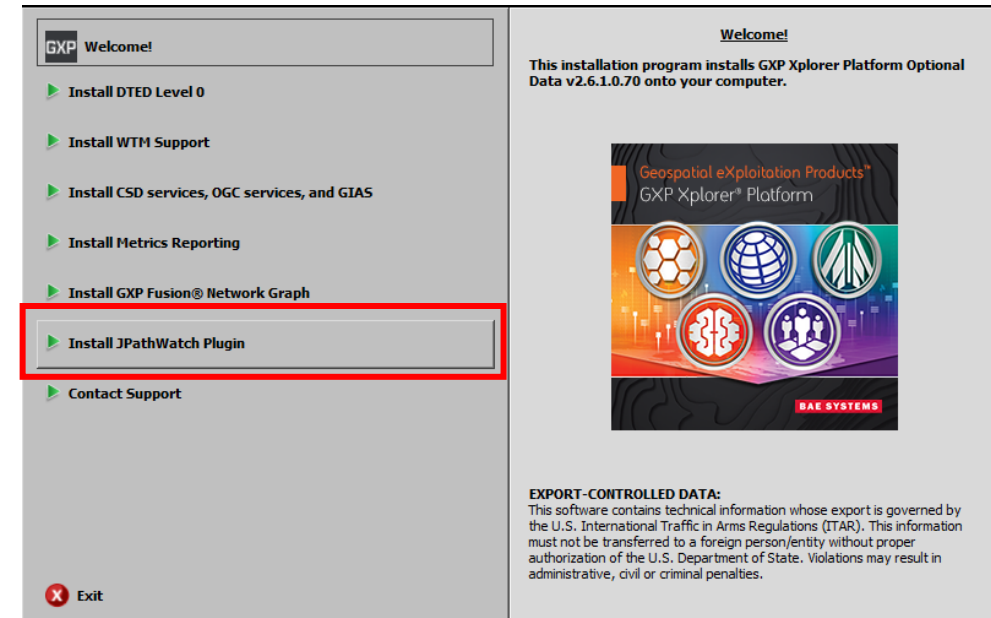 GXP Welcome!
Install DTED Level 0
Install WTM Support
Install CSD services, OGC services, and GIAS
Install Metrics Reporting
Install GXP Fusion® Network Graph
Install JPathWatch Plugin
Contact Support
Exit
Welcome!
This installation program installs GXP Xplorer Platform Optional
Data v2.6.1.0.70 onto your computer.
Geospatial eXploitation Products™
GXP Xplorer® Platform
BAE SYSTEMS
EXPORT-CONTROLLED DATA:
This software contains technical information whose export is governed by
the U.S. International Traffic in Arms Regulations (ITAR). This information
must not be transferred to a foreign person/entity without proper
authorization of the U.S. Department of State. Violations may result in
administrative, civil or criminal penalties.